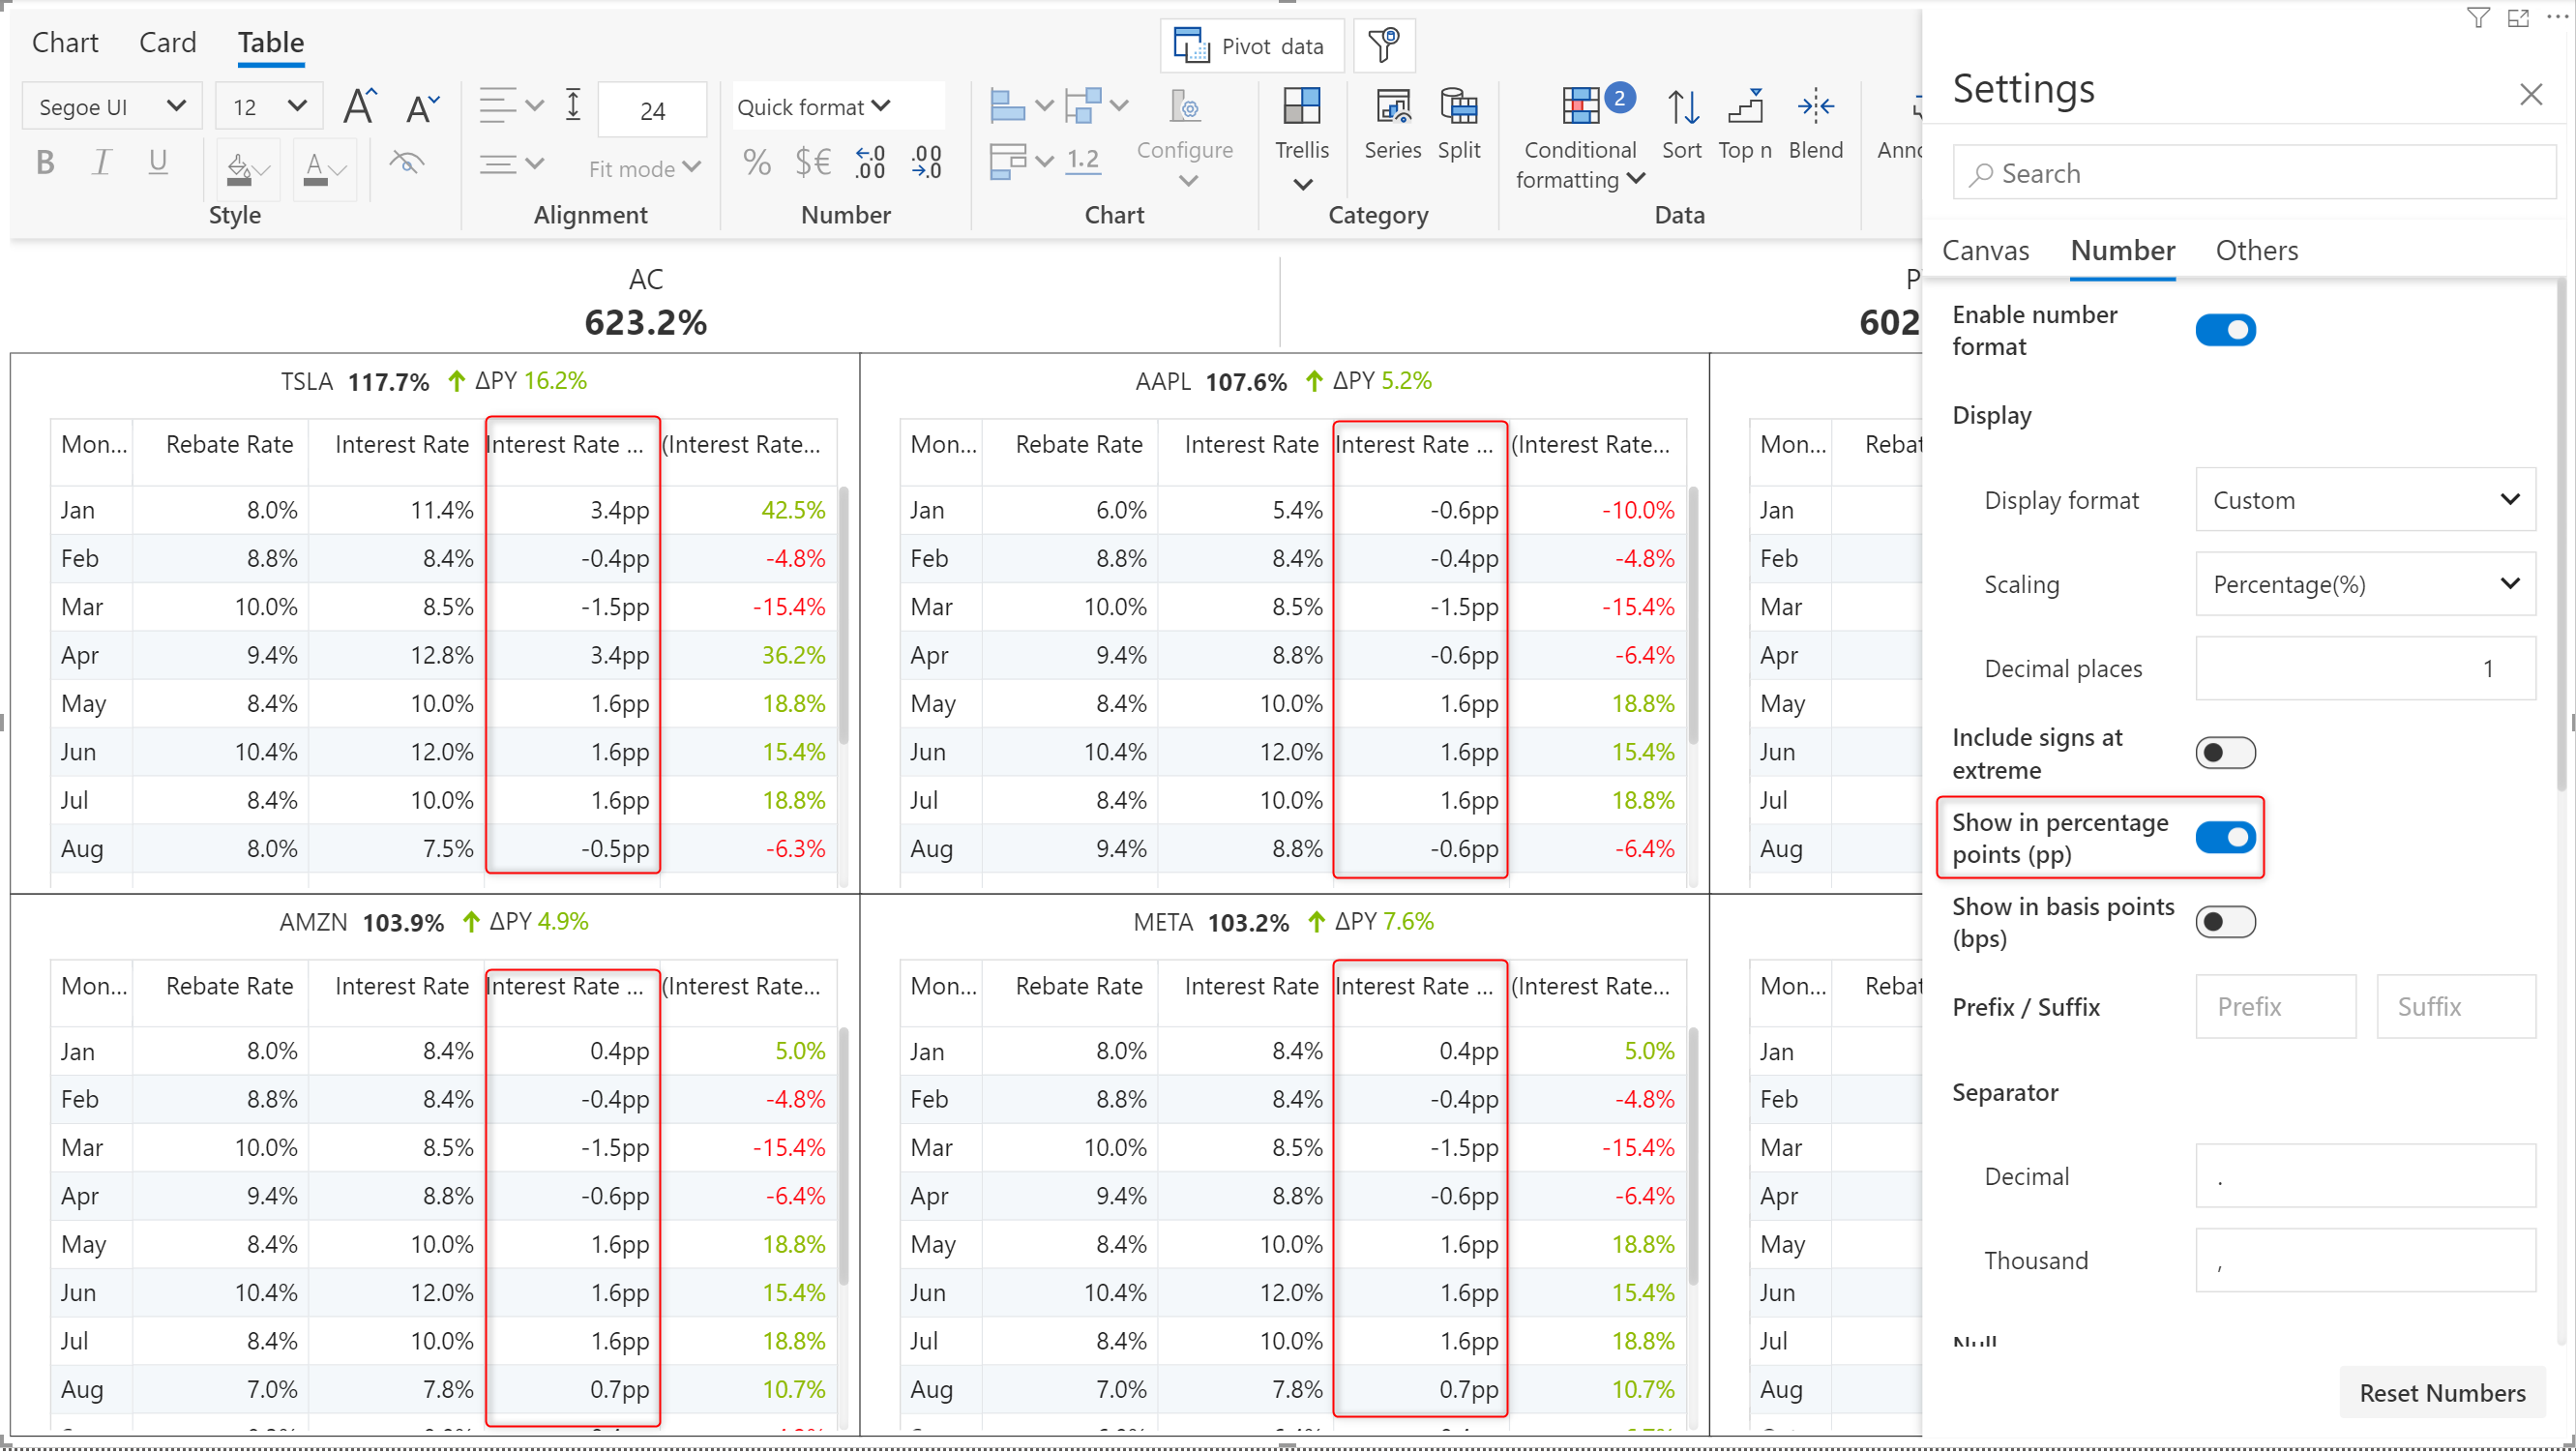 Chart Card Table
Pivot data
Segoe UI 12 A A 24 Quick format
B I U A Fit mode % $€ ←.0 .00 .00 →.0 1.2 Configure
Trellis Series Split Conditional formatting 2 Sort Top n Blend
Style Alignment Number Chart Category Data
AC
623.2%
602
TSLA 117.7% ΔPY 16.2%
Mon... Rebate Rate Interest Rate Interest Rate ... (Interest Rate...
Jan 8.0% 11.4% 3.4pp 42.5%
Feb 8.8% 8.4% -0.4pp -4.8%
Mar 10.0% 8.5% -1.5pp -15.4%
Apr 9.4% 12.8% 3.4pp 36.2%
May 8.4% 10.0% 1.6pp 18.8%
Jun 10.4% 12.0% 1.6pp 15.4%
Jul 8.4% 10.0% 1.6pp 18.8%
Aug 8.0% 7.5% -0.5pp -6.3%
AAPL 107.6% ΔPY 5.2%
Mon... Rebate Rate Interest Rate Interest Rate ... (Interest Rate...
Jan 6.0% 5.4% -0.6pp -10.0%
Feb 8.8% 8.4% -0.4pp -4.8%
Mar 10.0% 8.5% -1.5pp -15.4%
Apr 9.4% 8.8% -0.6pp -6.4%
May 8.4% 10.0% 1.6pp 18.8%
Jun 10.4% 12.0% 1.6pp 15.4%
Jul 8.4% 10.0% 1.6pp 18.8%
Aug 9.4% 8.8% -0.6pp -6.4%
Mon...
Jan
Feb
Mar
Apr
May
Jun
Jul
Aug
AMZN 103.9% ΔPY 4.9%
Mon... Rebate Rate Interest Rate Interest Rate ... (Interest Rate...
Jan 8.0% 8.4% 0.4pp 5.0%
Feb 8.8% 8.4% -0.4pp -4.8%
Mar 10.0% 8.5% -1.5pp -15.4%
Apr 9.4% 8.8% -0.6pp -6.4%
May 8.4% 10.0% 1.6pp 18.8%
Jun 10.4% 12.0% 1.6pp 15.4%
Jul 8.4% 10.0% 1.6pp 18.8%
Aug 7.0% 7.8% 0.7pp 10.7%
META 103.2% ΔPY 7.6%
Mon... Rebate Rate Interest Rate Interest Rate ... (Interest Rate...
Jan 8.0% 8.4% 0.4pp 5.0%
Feb 8.8% 8.4% -0.4pp -4.8%
Mar 10.0% 8.5% -1.5pp -15.4%
Apr 9.4% 8.8% -0.6pp -6.4%
May 8.4% 10.0% 1.6pp 18.8%
Jun 10.4% 12.0% 1.6pp 15.4%
Jul 8.4% 10.0% 1.6pp 18.8%
Aug 7.0% 7.8% 0.7pp 10.7%
Mon...
Jan
Feb
Mar
Apr
May
Jun
Jul
Aug
Settings
Search
Canvas Number Others
Enable number
format
Display
Display format Custom
Scaling Percentage(%)
Decimal places 1
Include signs at
extreme
Show in percentage
points (pp)
Show in basis points
(bps)
Prefix / Suffix Prefix Suffix
Separator
Decimal .
Thousand ,
Null
Reset Numbers